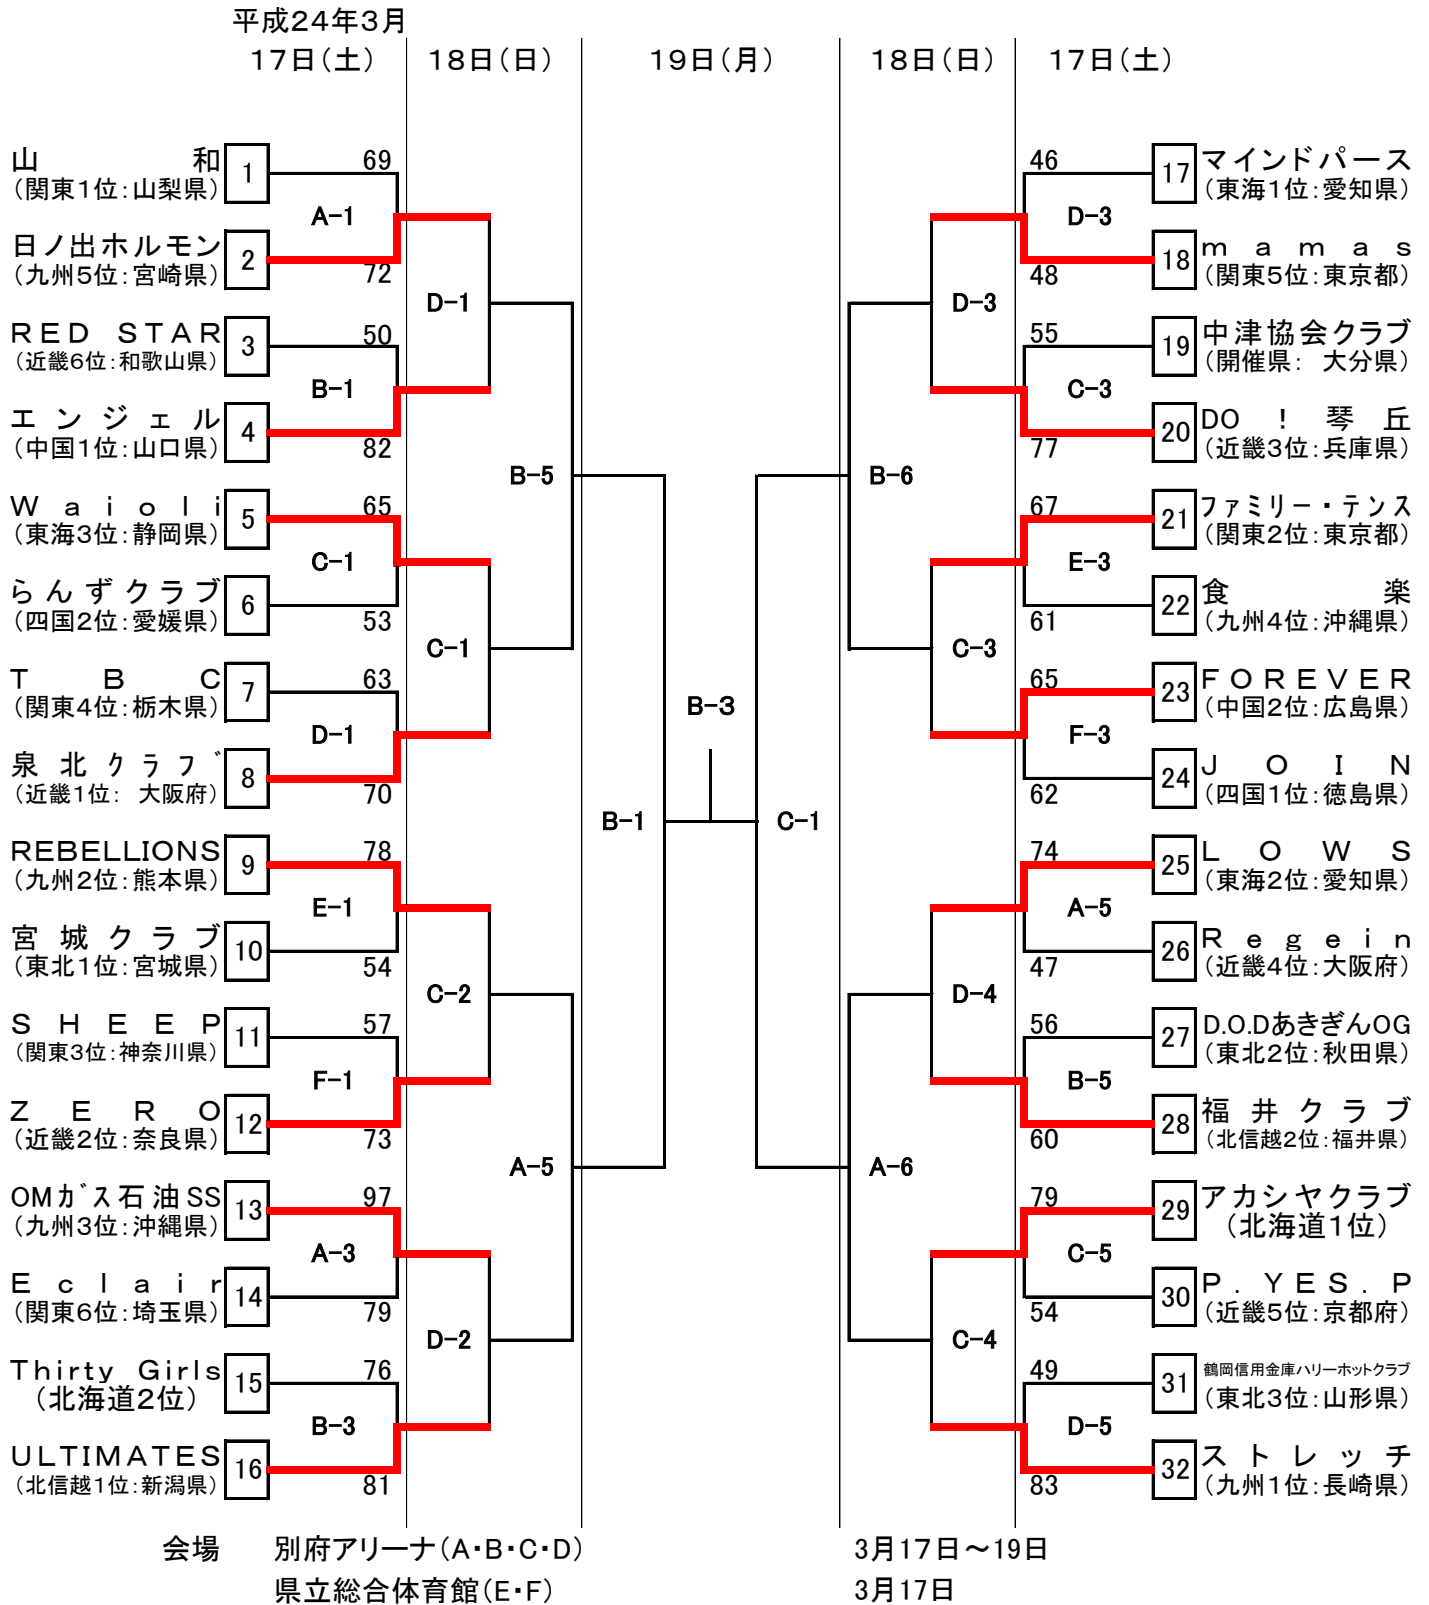 平成24年3月
17日(土) 18日(日) 19日(月) 18日(日) 17日(土)
山和 1 69
(関東1位:山梨県)
A-1
日ノ出ホルモン 2 72
(九州5位:宮崎県)
D-1
RED STAR 3 50
(近畿6位:和歌山県)
B-1
エンジェル 4 82
(中国1位:山口県)
B-5
Waioli 5 65
(東海3位:静岡県)
C-1
らんずクラブ 6 53
(四国2位:愛媛県)
C-1
TBC 7 63
(関東4位:栃木県)
D-1
泉北クラブ 8 70
(近畿1位: 大阪府)
B-1
REBELLIONS 9 78
(九州2位:熊本県)
E-1
宮城クラブ 10 54
(東北1位:宮城県)
C-2
SHEEP 11 57
(関東3位:神奈川県)
F-1
ZERO 12 73
(近畿2位:奈良県)
A-5
OMガス石油SS 13 97
(九州3位:沖縄県)
A-3
Eclair 14 79
(関東6位:埼玉県)
D-2
Thirty Girls 15 76
(北海道2位)
B-3
ULTIMATES 16 81
(北信越1位:新潟県)
B-3
46 17 マインドパース
(東海1位:愛知県)
D-3
48 18 mamas
(関東5位:東京都)
D-3
55 19 中津協会クラブ
(開催県: 大分県)
C-3
77 20 DO!琴丘
(近畿3位:兵庫県)
B-6
67 21 ファミリー・テンス
(関東2位:東京都)
E-3
61 22 食楽
(九州4位:沖縄県)
C-3
65 23 FOREVER
(中国2位:広島県)
F-3
62 24 JOIN
(四国1位:徳島県)
C-1
74 25 LOWS
(東海2位:愛知県)
A-5
47 26 Regein
(近畿4位:大阪府)
D-4
56 27 D.O.DあきぎんOG
(東北2位:秋田県)
B-5
60 28 福井クラブ
(北信越2位:福井県)
A-6
79 29 アカシヤクラブ
(北海道1位)
C-5
54 30 P.YES.P
(近畿5位:京都府)
C-4
49 31 鶴岡信用金庫ハリーホットクラブ
(東北3位:山形県)
D-5
83 32 ストレッチ
(九州1位:長崎県)
会場 別府アリーナ(A・B・C・D) 3月17日~19日
県立総合体育館(E・F) 3月17日